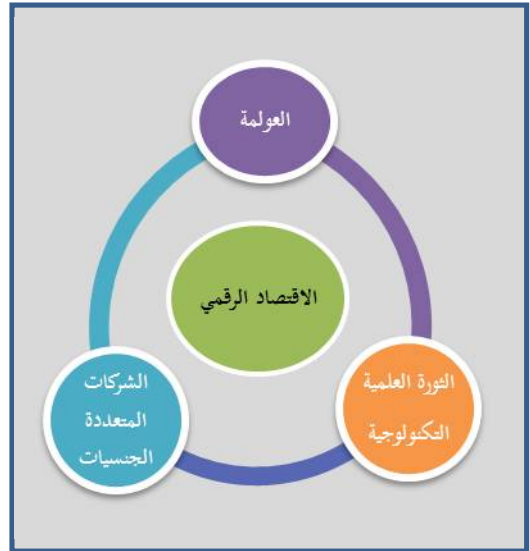 العولمة
الاقتصاد الرقمي
الثورة العلمية
التكنولوجية
الشركات
المتعددة
الجنسيات